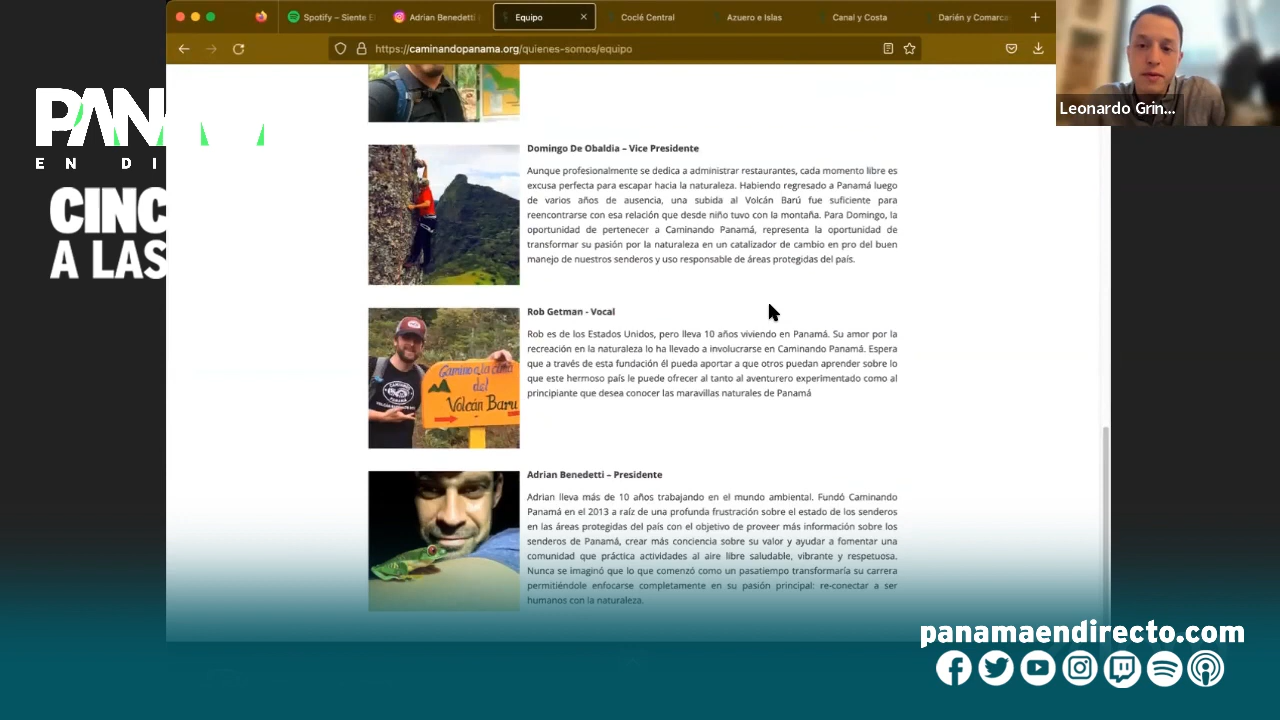 Spotify – Siente E
Adrian Benedetti
Equipo
Coclé Central
Azuero e Islas
Canal y Costa
Darién y Comarca
https://caminandopanama.org/quienes-somos/equipo
Leonardo Grin...
PAN
EN DI
CINC
A LAS
Domingo De Obaldia – Vice Presidente
Aunque profesionalmente se dedica a administrar restaurantes, cada momento libre es
excusa perfecta para escapar hacia la naturaleza. Habiendo regresado a Panamá luego
de varios años de ausencia, una subida al Volcán Barú fue suficiente para
reencontrarse con esa relación que desde niño tuvo con la montaña. Para Domingo, la
oportunidad de pertenecer a Caminando Panamá, representa la oportunidad de
transformar su pasión por la naturaleza en un catalizador de cambio en pro del buen
manejo de nuestros senderos y uso responsable de áreas protegidas del país.
Rob Getman - Vocal
Rob es de los Estados Unidos, pero lleva 10 años viviendo en Panamá. Su amor por la
recreación en la naturaleza lo ha llevado a involucrarse en Caminando Panamá. Espera
que a través de esta fundación él pueda aportar a que otros puedan aprender sobre lo
que este hermoso país le puede ofrecer al tanto al aventurero experimentado como al
principiante que desea conocer las maravillas naturales de Panamá
Camino a la cima
del
Volcán Baru
Adrian Benedetti – Presidente
Adrian lleva más de 10 años trabajando en el mundo ambiental. Fundó Caminando
Panamá en el 2013 a raíz de una profunda frustración sobre el estado de los senderos
en las áreas protegidas del país con el objetivo de proveer más información sobre los
senderos de Panamá, crear más conciencia sobre su valor y ayudar a fomentar una
comunidad que práctica actividades al aire libre saludable, vibrante y respetuosa.
Nunca se imaginó que lo que comenzó como un pasatiempo transformaría su carrera
permitiéndole enfocarse completamente en su pasión principal: re-conectar a ser
humanos con la naturaleza.
panamaendirecto.com